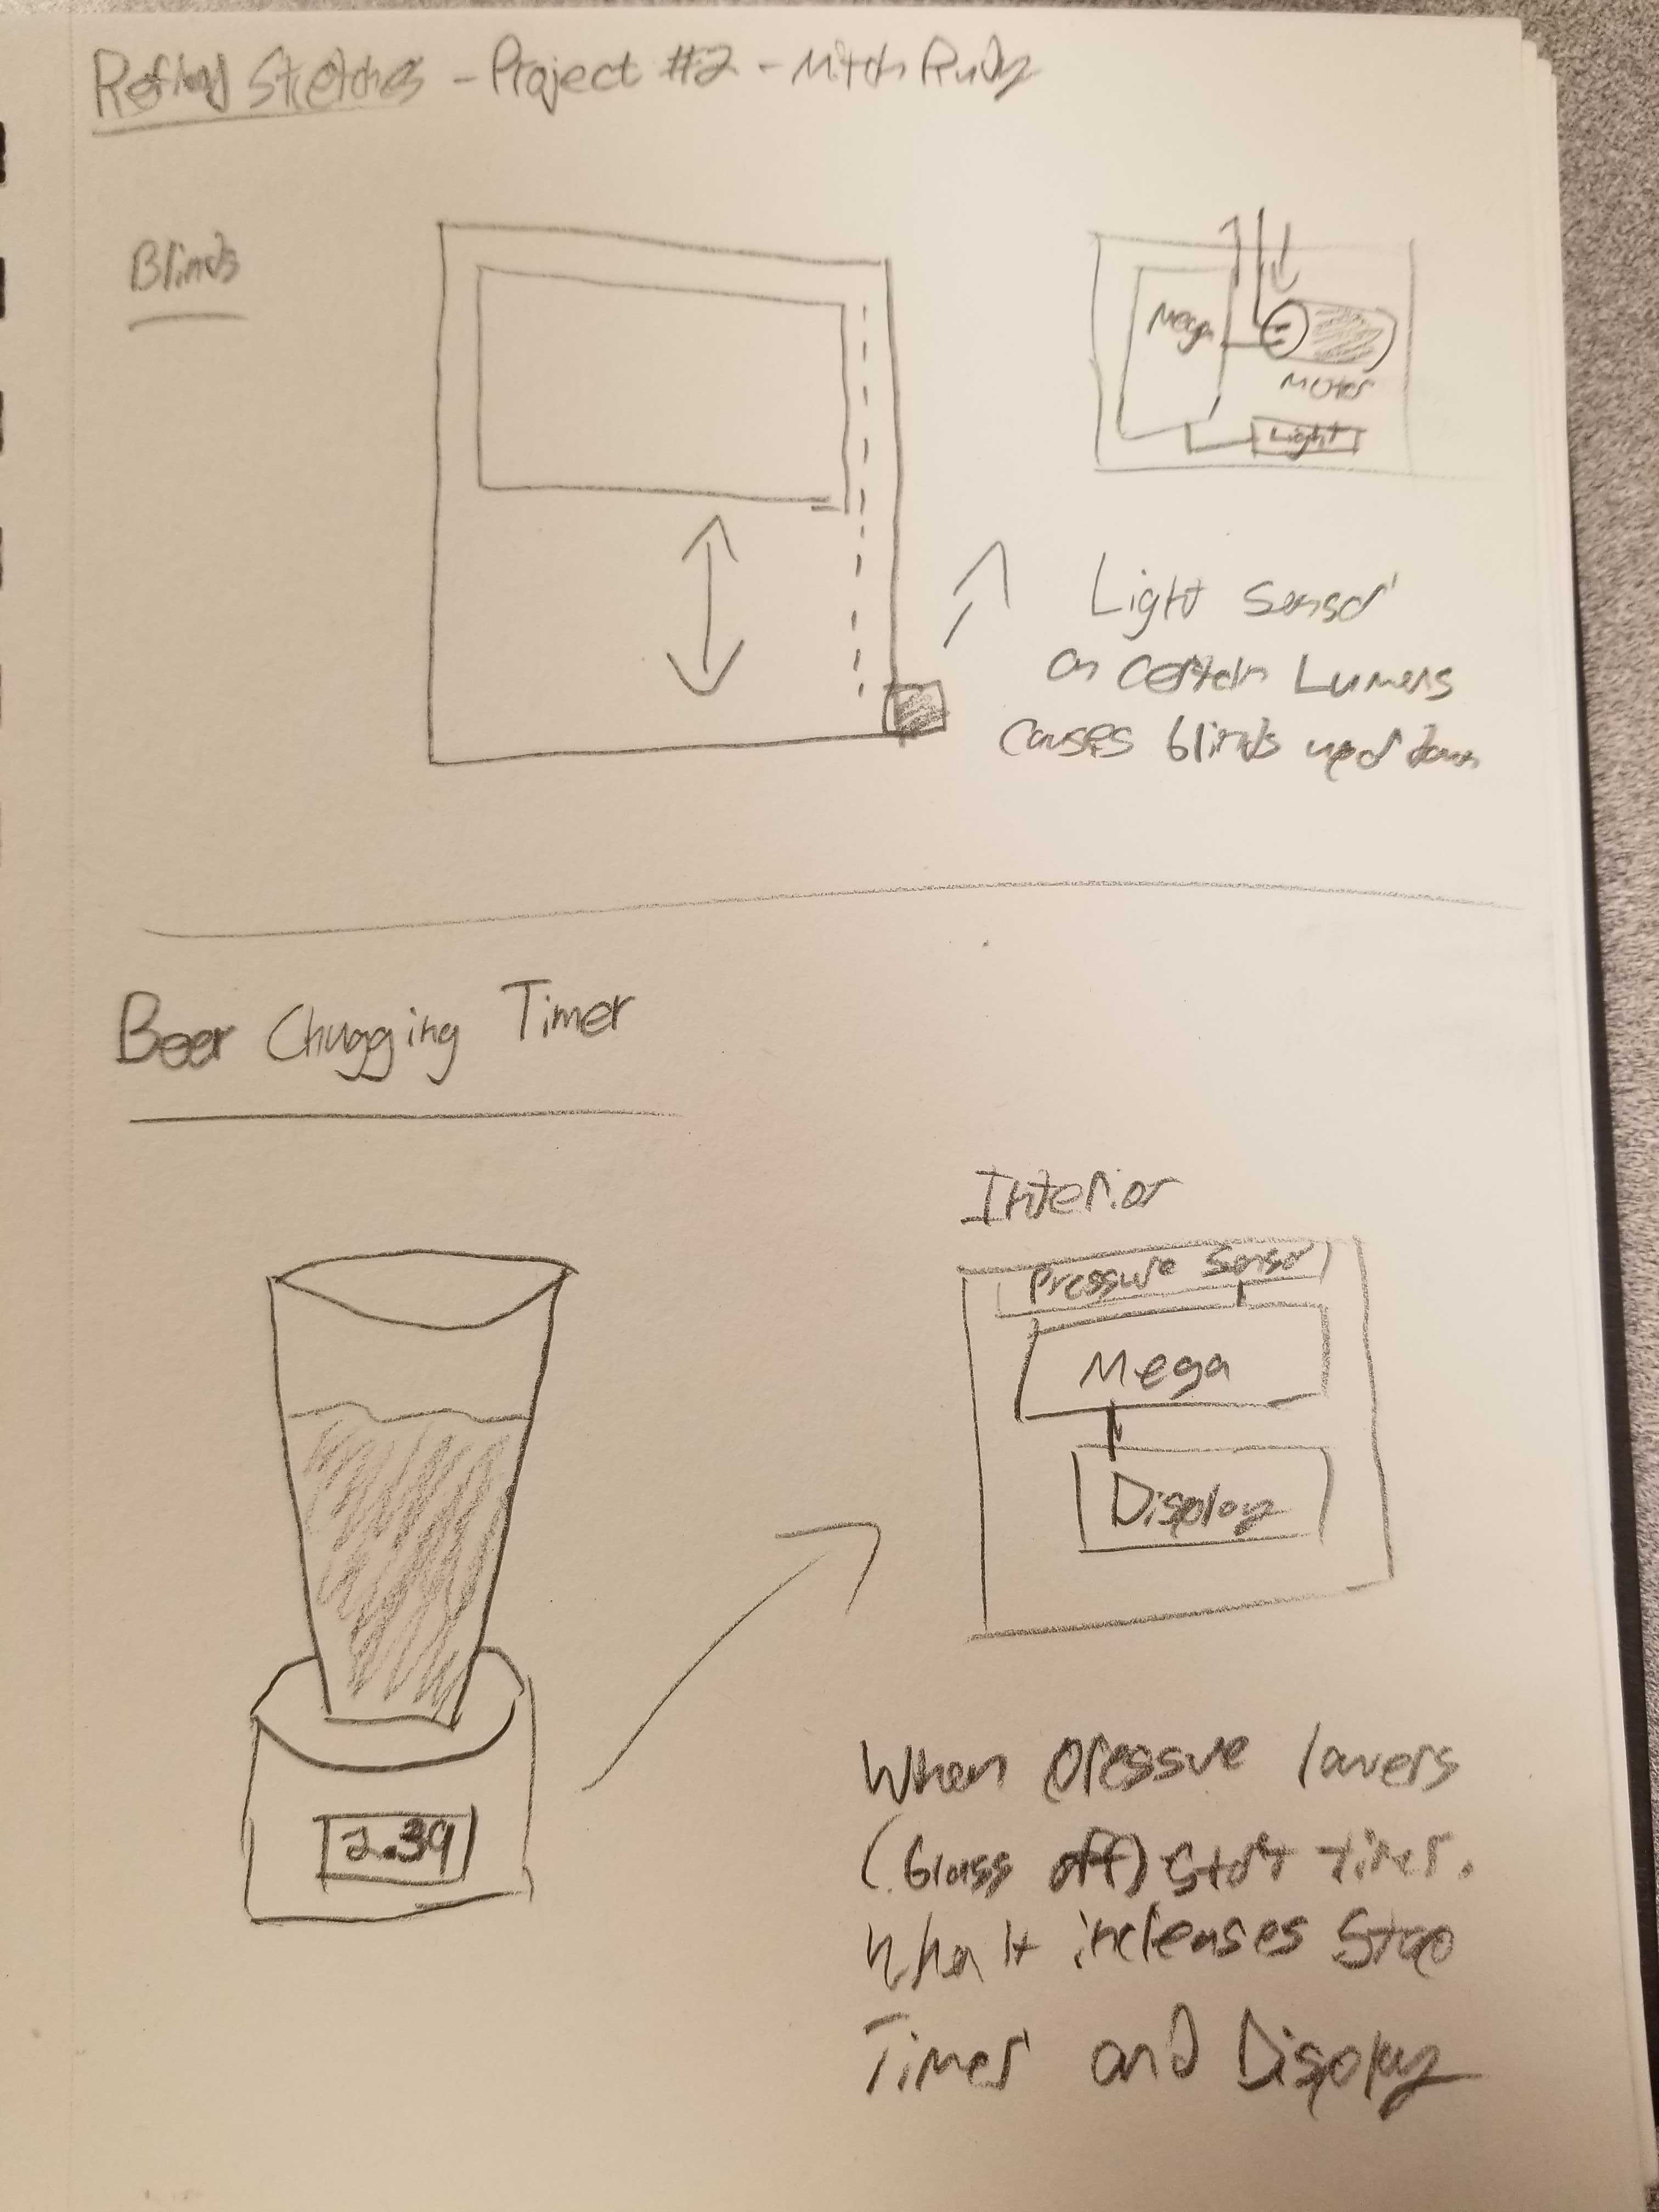 Refined Sketches - Project #2 - Mitch Rudy
Blinds
Mega
Motor
Light
Light Sensor
on certain Lumens
causes blinds up or down
Beer Chugging Timer
Interior
Pressure Sensor
Mega
Display
2.39
When pressure lowers
(Glass off) start timer.
when it increases Stop
Timer and Display